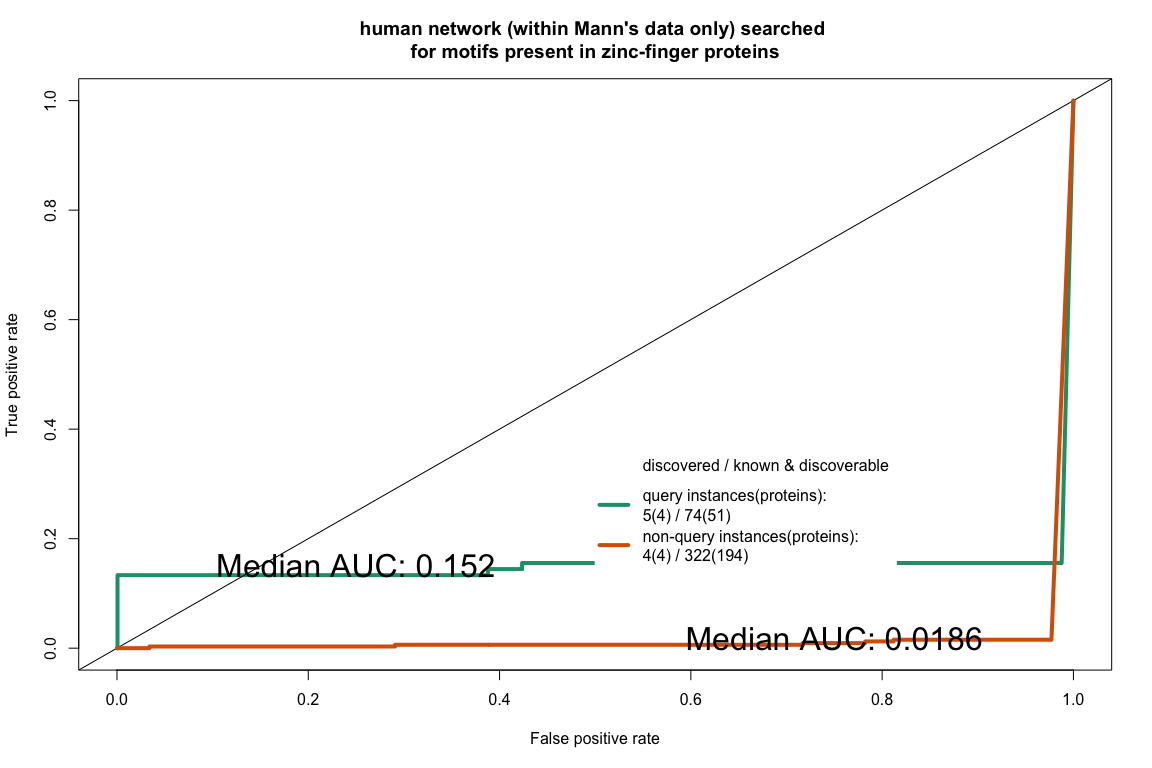 human network (within Mann's data only) searched
for motifs present in zinc-finger proteins
True positive rate
1.0
0.8
0.6
0.4
0.2
0.0
discovered / known & discoverable
query instances(proteins):
5(4) / 74(51)
non-query instances(proteins):
4(4) / 322(194)
Median AUC: 0.152
Median AUC: 0.0186
0.0 0.2 0.4 0.6 0.8 1.0
False positive rate